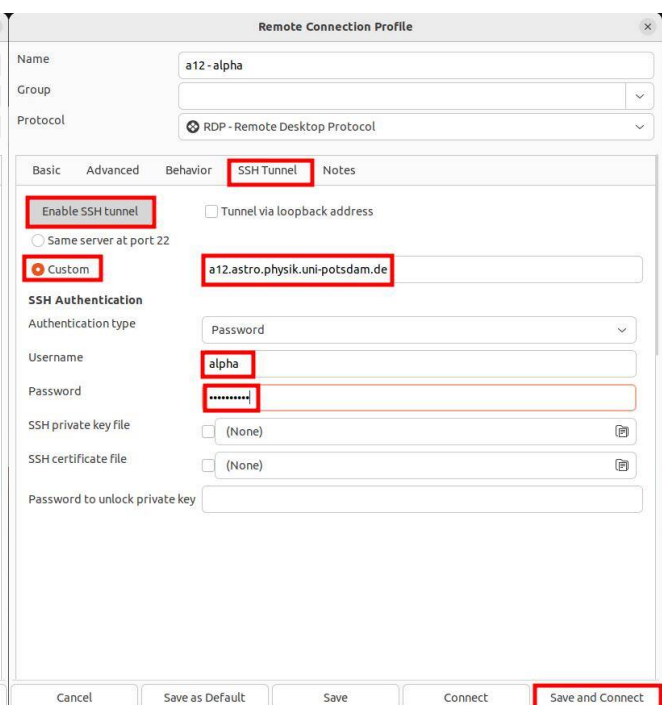 Remote Connection Profile
Name
a12 - alpha
Group
Protocol
RDP - Remote Desktop Protocol
Basic Advanced Behavior SSH Tunnel Notes
Enable SSH tunnel Tunnel via loopback address
Same server at port 22
Custom a12.astro.physik.uni-potsdam.de
SSH Authentication
Authentication type Password
Username alpha
Password ••••••••••
SSH private key file (None)
SSH certificate file (None)
Password to unlock private key
Cancel Save as Default Save Connect Save and Connect